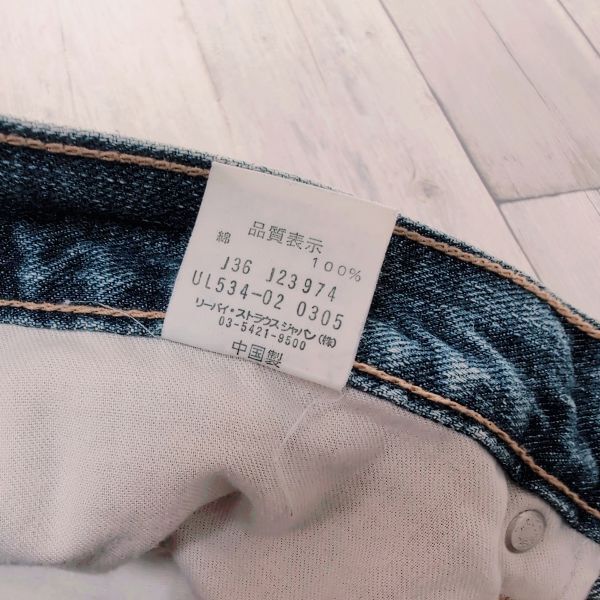 品質表示
綿 100%
J36 J23974
UL534-02 0305
リーバイ・ストラウスジャパン(株)
03-5421-9500
中国製